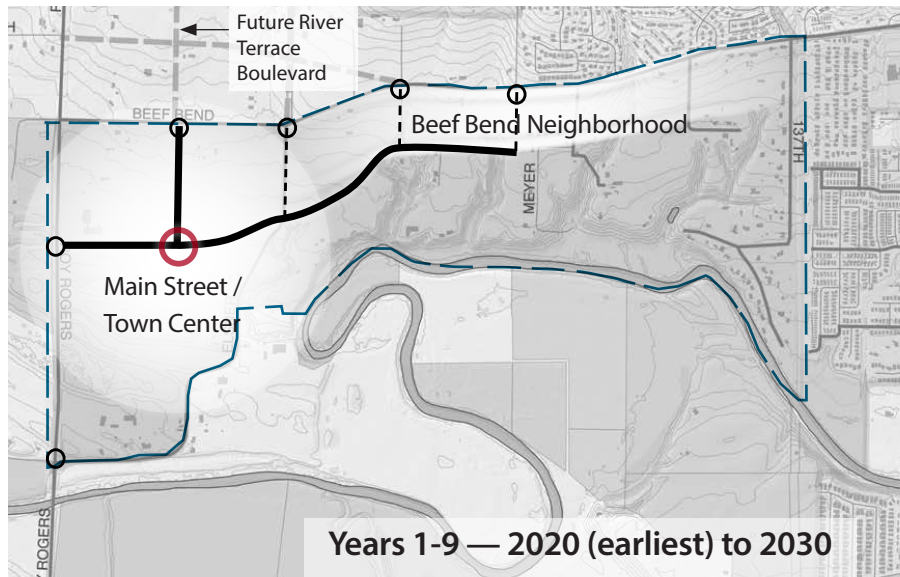 Future River
Terrace
Boulevard
BEEF BEND
Beef Bend Neighborhood
137TH
MEYER
ROY ROGERS
Main Street /
Town Center
Years 1-9 — 2020 (earliest) to 2030
Y ROGERS